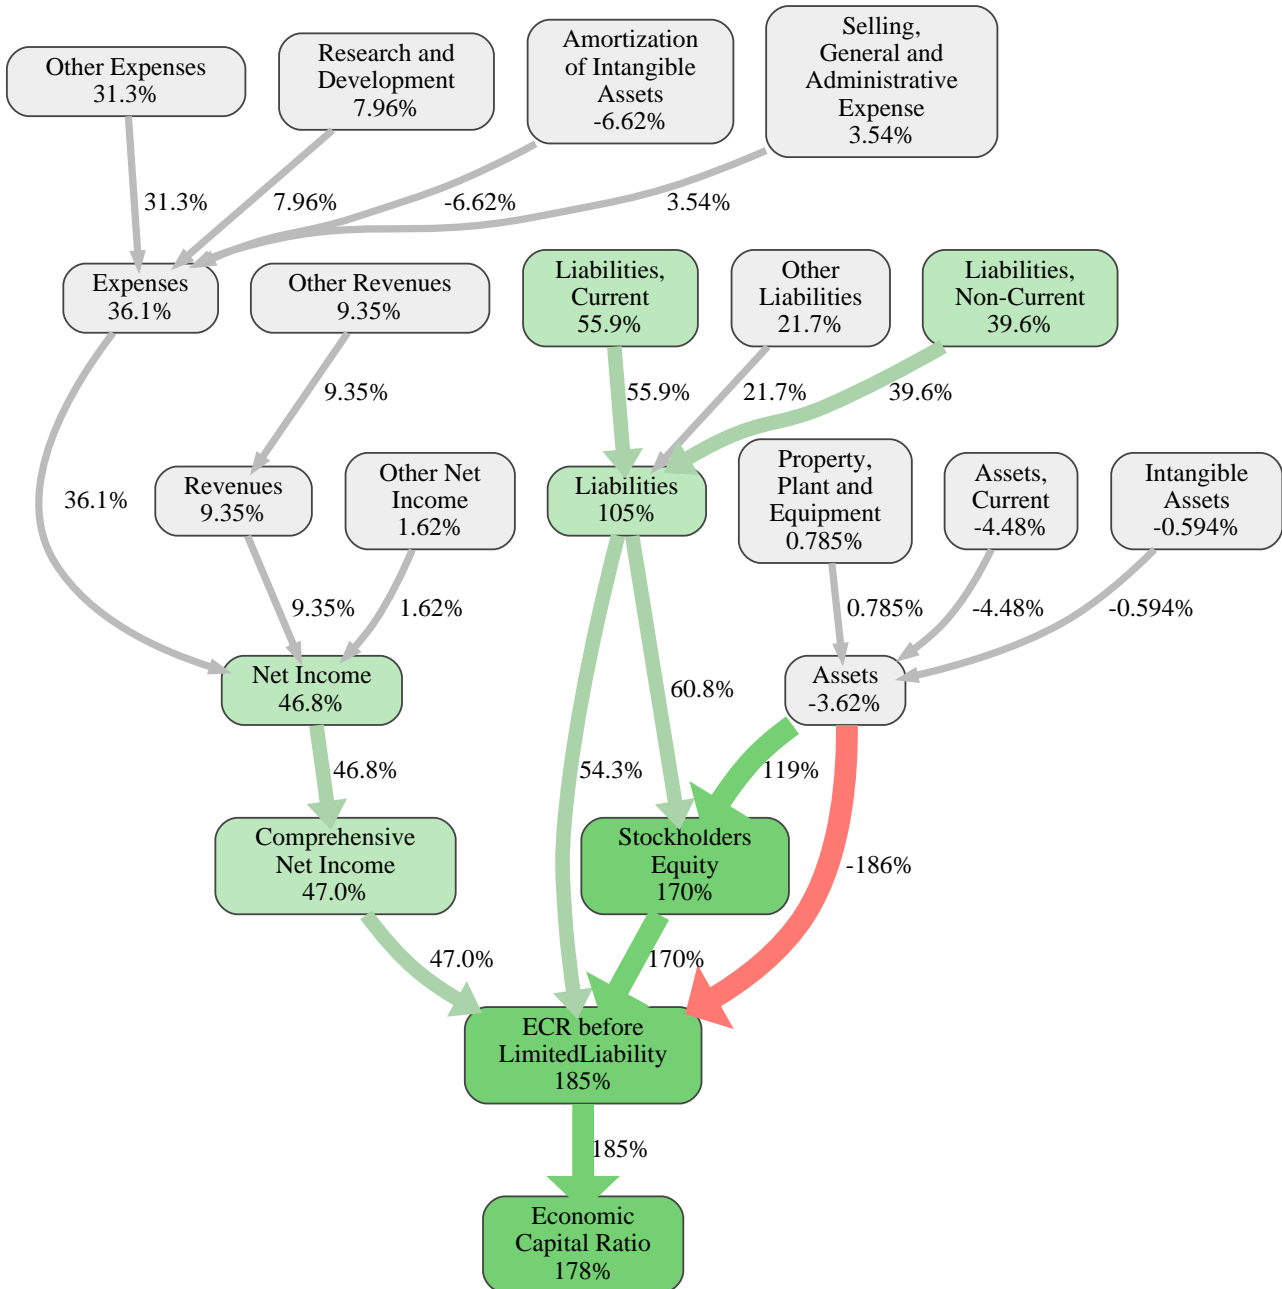 Other Expenses
31.3%
Research and
Development
7.96%
Amortization
of Intangible
Assets
-6.62%
Selling,
General and
Administrative
Expense
3.54%
31.3%
7.96%
-6.62%
3.54%
Expenses
36.1%
Other Revenues
9.35%
Liabilities,
Current
55.9%
Other
Liabilities
21.7%
Liabilities,
Non-Current
39.6%
9.35%
55.9%
21.7%
39.6%
36.1%
Revenues
9.35%
Other Net
Income
1.62%
Liabilities
105%
Property,
Plant and
Equipment
0.785%
Assets,
Current
-4.48%
Intangible
Assets
-0.594%
9.35%
1.62%
0.785%
-4.48%
-0.594%
Net Income
46.8%
60.8%
Assets
-3.62%
46.8%
54.3%
119%
Comprehensive
Net Income
47.0%
Stockholders
Equity
170%
-186%
47.0%
170%
ECR before
LimitedLiability
185%
185%
Economic
Capital Ratio
178%